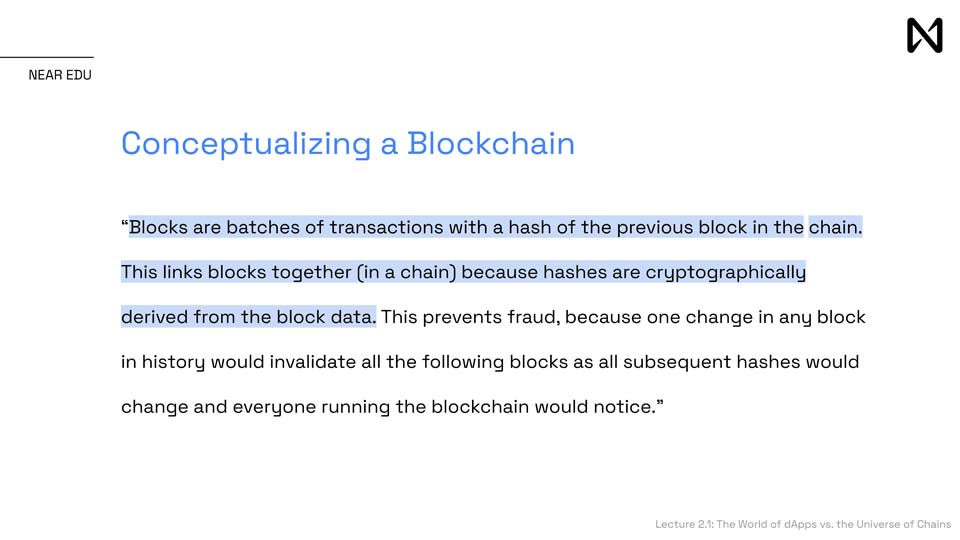 NEAR EDU
Conceptualizing a Blockchain
“Blocks are batches of transactions with a hash of the previous block in the chain.
This links blocks together (in a chain) because hashes are cryptographically
derived from the block data. This prevents fraud, because one change in any block
in history would invalidate all the following blocks as all subsequent hashes would
change and everyone running the blockchain would notice.”
Lecture 2.1: The World of dApps vs. the Universe of Chains